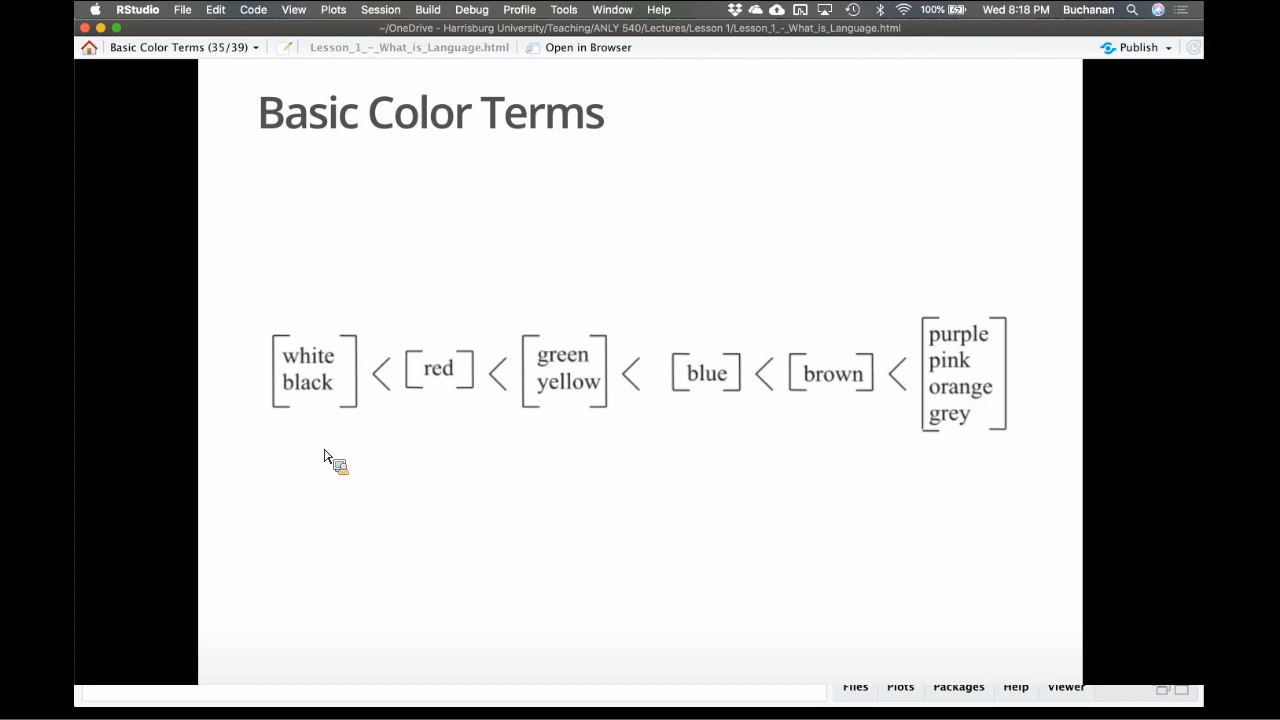 RStudio File Edit Code View Plots Session Build Debug Profile Tools Window Help 100% Wed 8:18 PM Buchanan
~/OneDrive - Harrisburg University/Teaching/ANLY 540/Lectures/Lesson 1/Lesson_1_-_What_is_Language.html
Basic Color Terms (35/39) Lesson_1_-_What_is_Language.html Open in Browser Publish
Basic Color Terms
white
black
<
red
<
green
yellow
<
blue
<
brown
<
purple
pink
orange
grey
Files Plots Packages Help Viewer